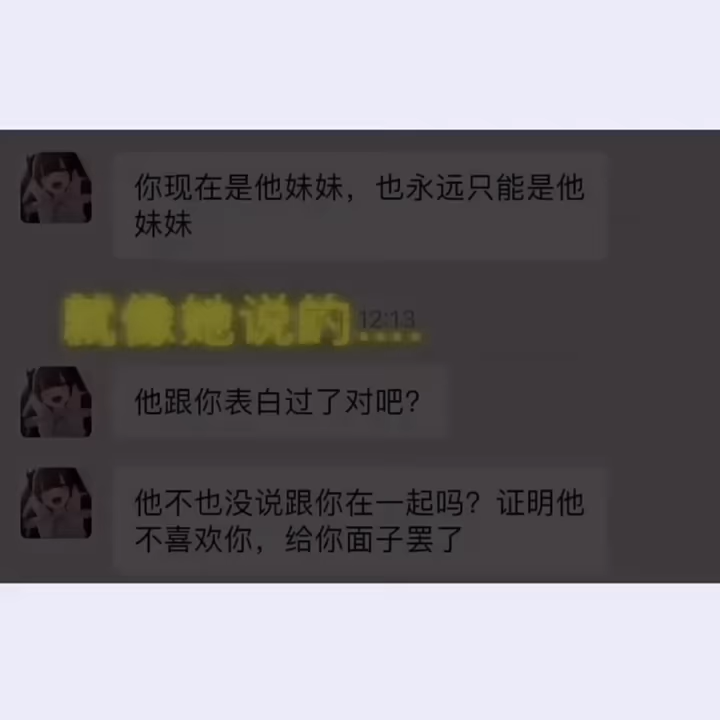 你现在是他妹妹，也永远只能是他
妹妹
就像她说的....
12:13
他跟你表白过了对吧？
他不也没说跟你在一起吗？证明他
不喜欢你，给你面子罢了